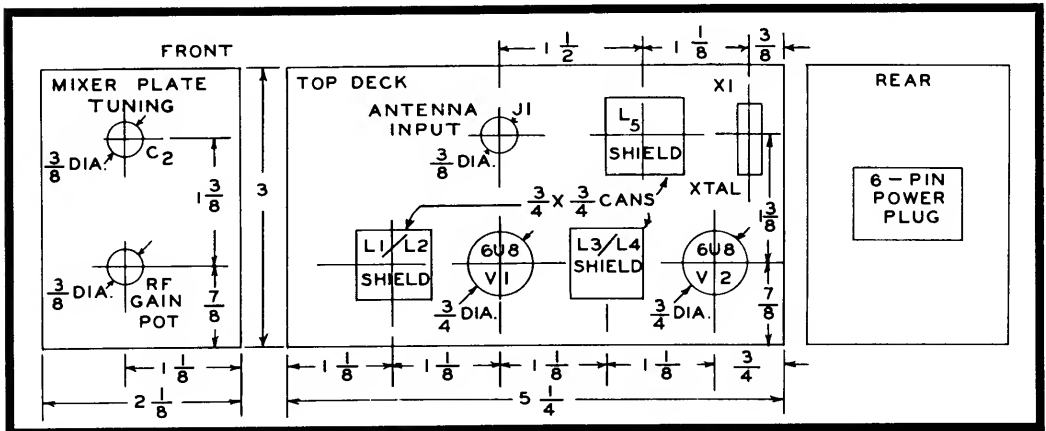 FRONT
MIXER PLATE
TUNING
3/8 DIA.
C2
1 3/8
3/8 DIA.
RF
GAIN
POT
7/8
1 1/8
2 1/8
3
TOP DECK
1 1/2
1 1/8
3/8
ANTENNA
INPUT
J1
3/8 DIA.
L5
SHIELD
X1
XTAL
3/4 X 3/4 CANS
1 3/8
L1/L2
SHIELD
6U8
V1
3/4 DIA.
L3/L4
SHIELD
6U8
V2
3/4 DIA.
7/8
1 1/8
1 1/8
1 1/8
1 1/8
3/4
5 1/4
REAR
6-PIN
POWER
PLUG